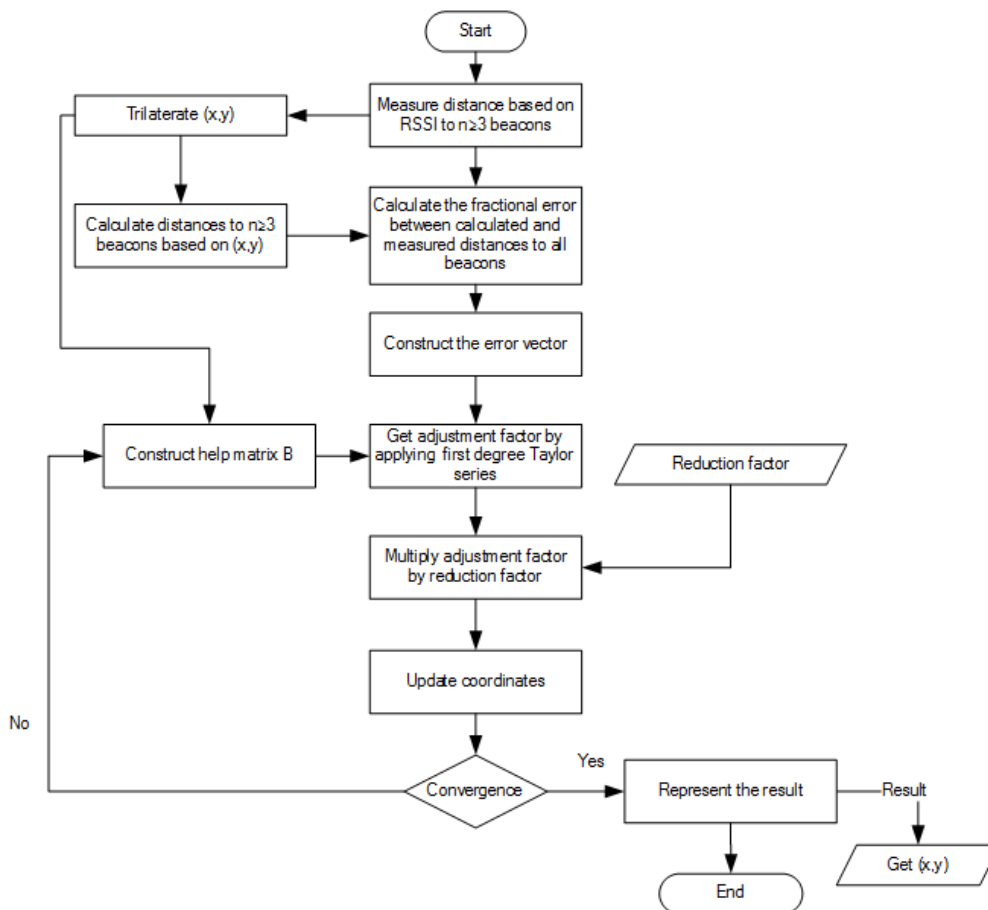 Start
Measure distance based on
RSSI to n≥3 beacons
Trilaterate (x,y)
Calculate distances to n≥3
beacons based on (x,y)
Calculate the fractional error
between calculated and
measured distances to all
beacons
Construct the error vector
Construct help matrix B
Get adjustment factor by
applying first degree Taylor
series
Reduction factor
Multiply adjustment factor
by reduction factor
Update coordinates
No
Convergence
Yes
Represent the result
Result
Get (x,y)
End